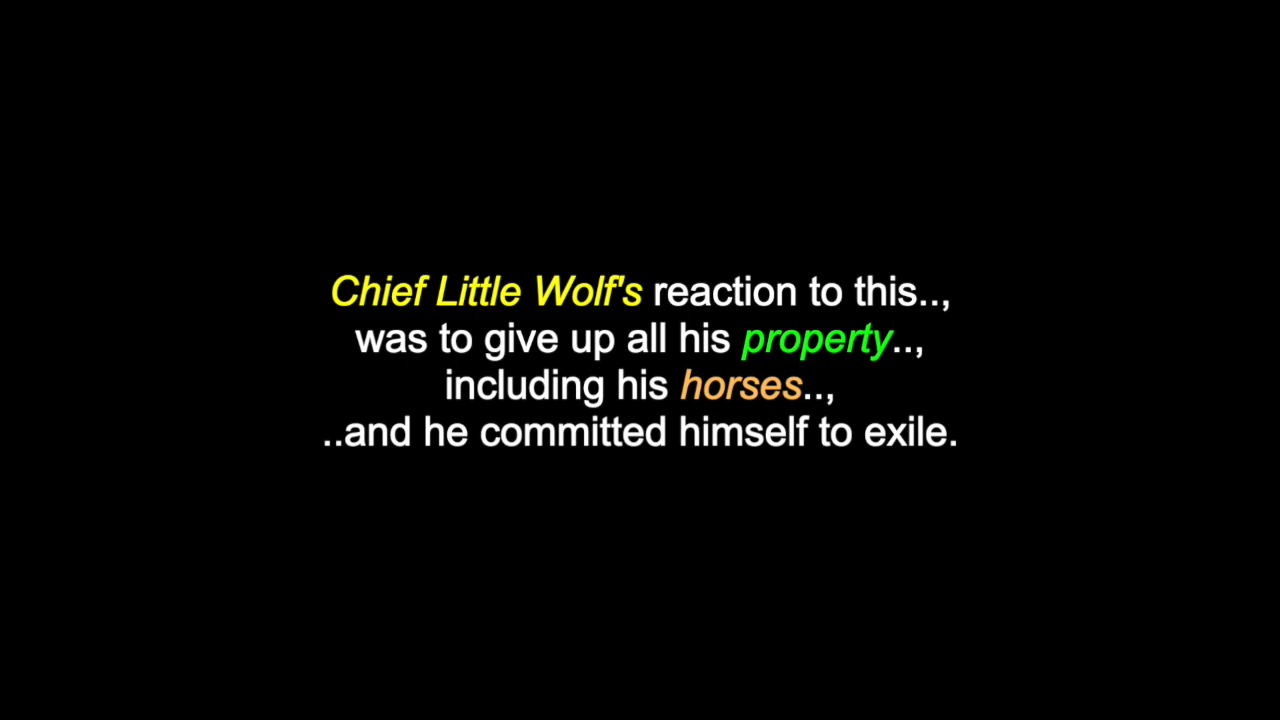 Chief Little Wolf's reaction to this..,
was to give up all his property..,
including his horses..,
..and he committed himself to exile.